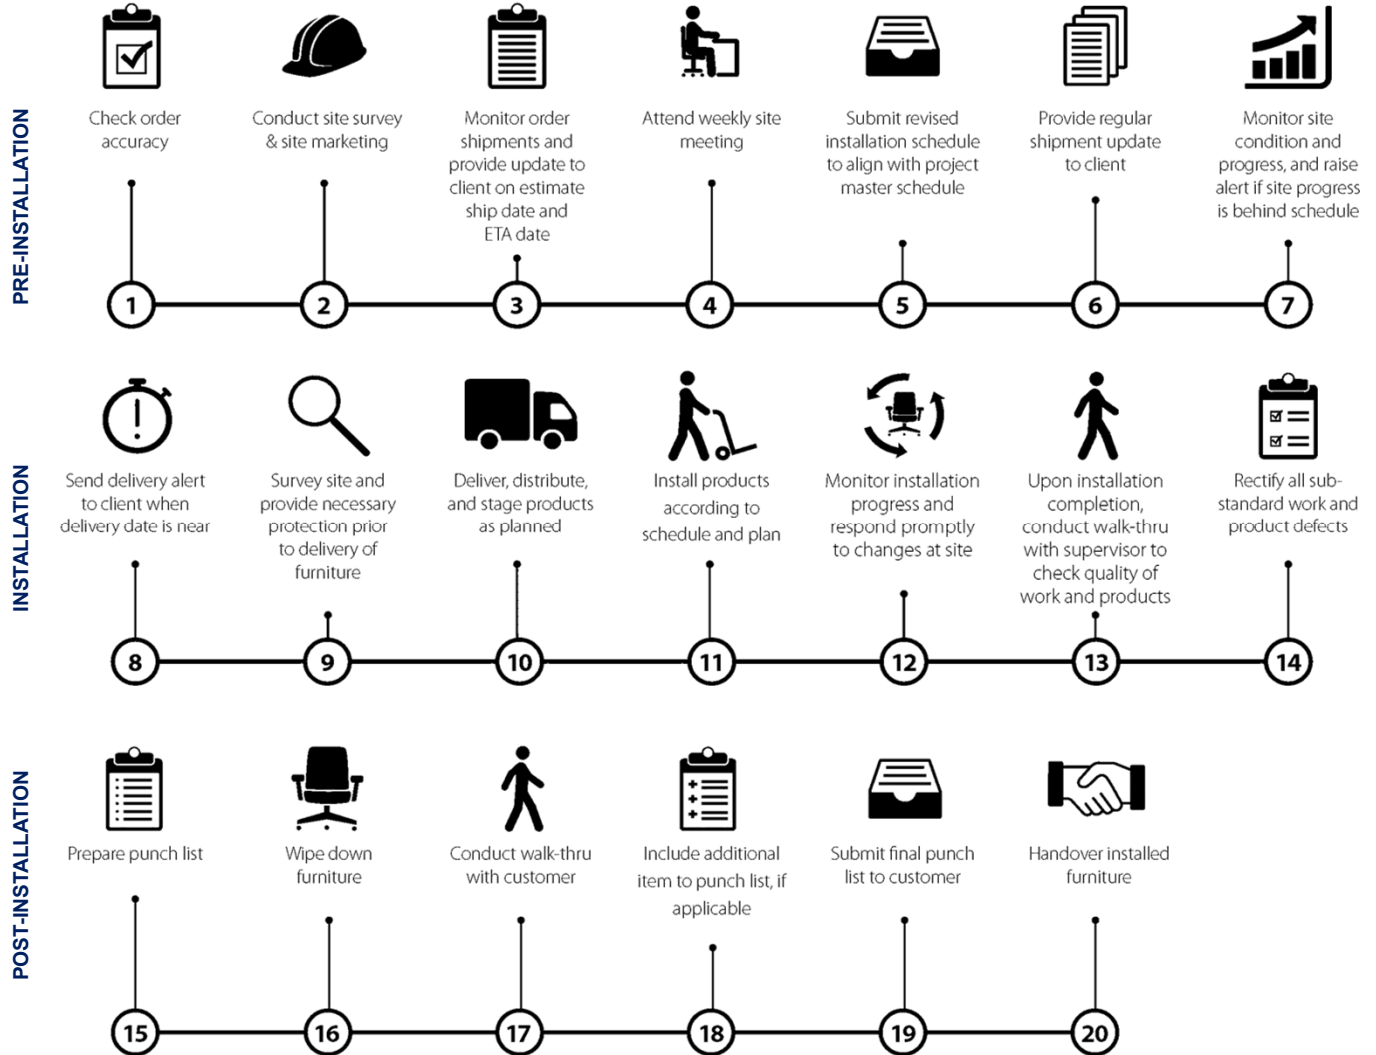 PRE-INSTALLATION
Check order
accuracy
1
Conduct site survey
& site marketing
2
Monitor order
shipments and
provide update to
client on estimate
ship date and
ETA date
3
Attend weekly site
meeting
4
Submit revised
installation schedule
to align with project
master schedule
5
Provide regular
shipment update
to client
6
Monitor site
condition and
progress, and raise
alert if site progress
is behind schedule
7
INSTALLATION
Send delivery alert
to client when
delivery date is near
8
Survey site and
provide necessary
protection prior
to delivery of
furniture
9
Deliver, distribute,
and stage products
as planned
10
Install products
according to
schedule and plan
11
Monitor installation
progress and
respond promptly
to changes at site
12
Upon installation
completion,
conduct walk-thru
with supervisor to
check quality of
work and products
13
Rectify all sub-
standard work and
product defects
14
POST-INSTALLATION
Prepare punch list
15
Wipe down
furniture
16
Conduct walk-thru
with customer
17
Include additional
item to punch list, if
applicable
18
Submit final punch
list to customer
19
Handover installed
furniture
20